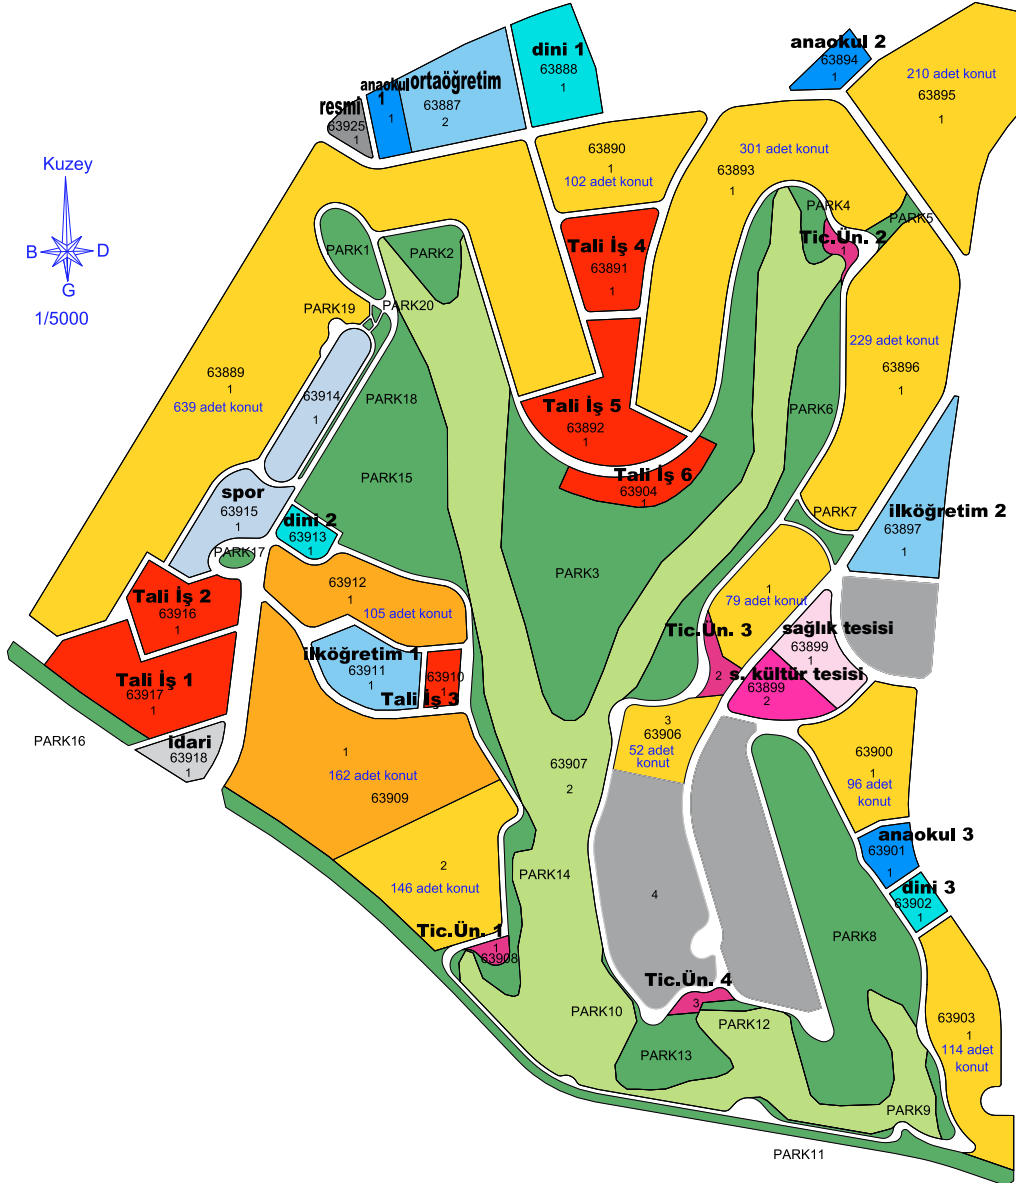 anaokul 2
63894
1
dini 1
63888
1
anaokul
1
1
ortaöğretim
63887
2
resmi
63925
1
210 adet konut
63895
1
Kuzey
B
D
G
1/5000
63890
1
102 adet konut
301 adet konut
63893
1
PARK4
PARK5
Tic.Ün. 2
1
PARK1
PARK2
Tali İş 4
63891
1
PARK19
PARK20
229 adet konut
63896
1
63889
1
639 adet konut
63914
1
PARK18
Tali İş 5
63892
1
PARK6
Tali İş 6
63904
1
PARK15
spor
63915
1
dini 2
63913
1
PARK17
PARK7
ilköğretim 2
63897
1
PARK3
63912
1
105 adet konut
1
79 adet konut
Tali İş 2
63916
1
Tic.Ün. 3
2
sağlık tesisi
63899
1
s. kültür tesisi
63899
2
ilköğretim 1
63911
1
63910
1
Tali İş 3
Tali İş 1
63917
1
PARK16
idari
63918
1
3
63906
52 adet
konut
1
162 adet konut
63909
63907
2
63900
1
96 adet
konut
anaokul 3
63901
1
2
146 adet konut
PARK14
4
dini 3
63902
1
Tic.Ün. 1
1
63908
PARK8
Tic.Ün. 4
3
PARK10
PARK12
PARK13
63903
1
114 adet
konut
PARK9
PARK11